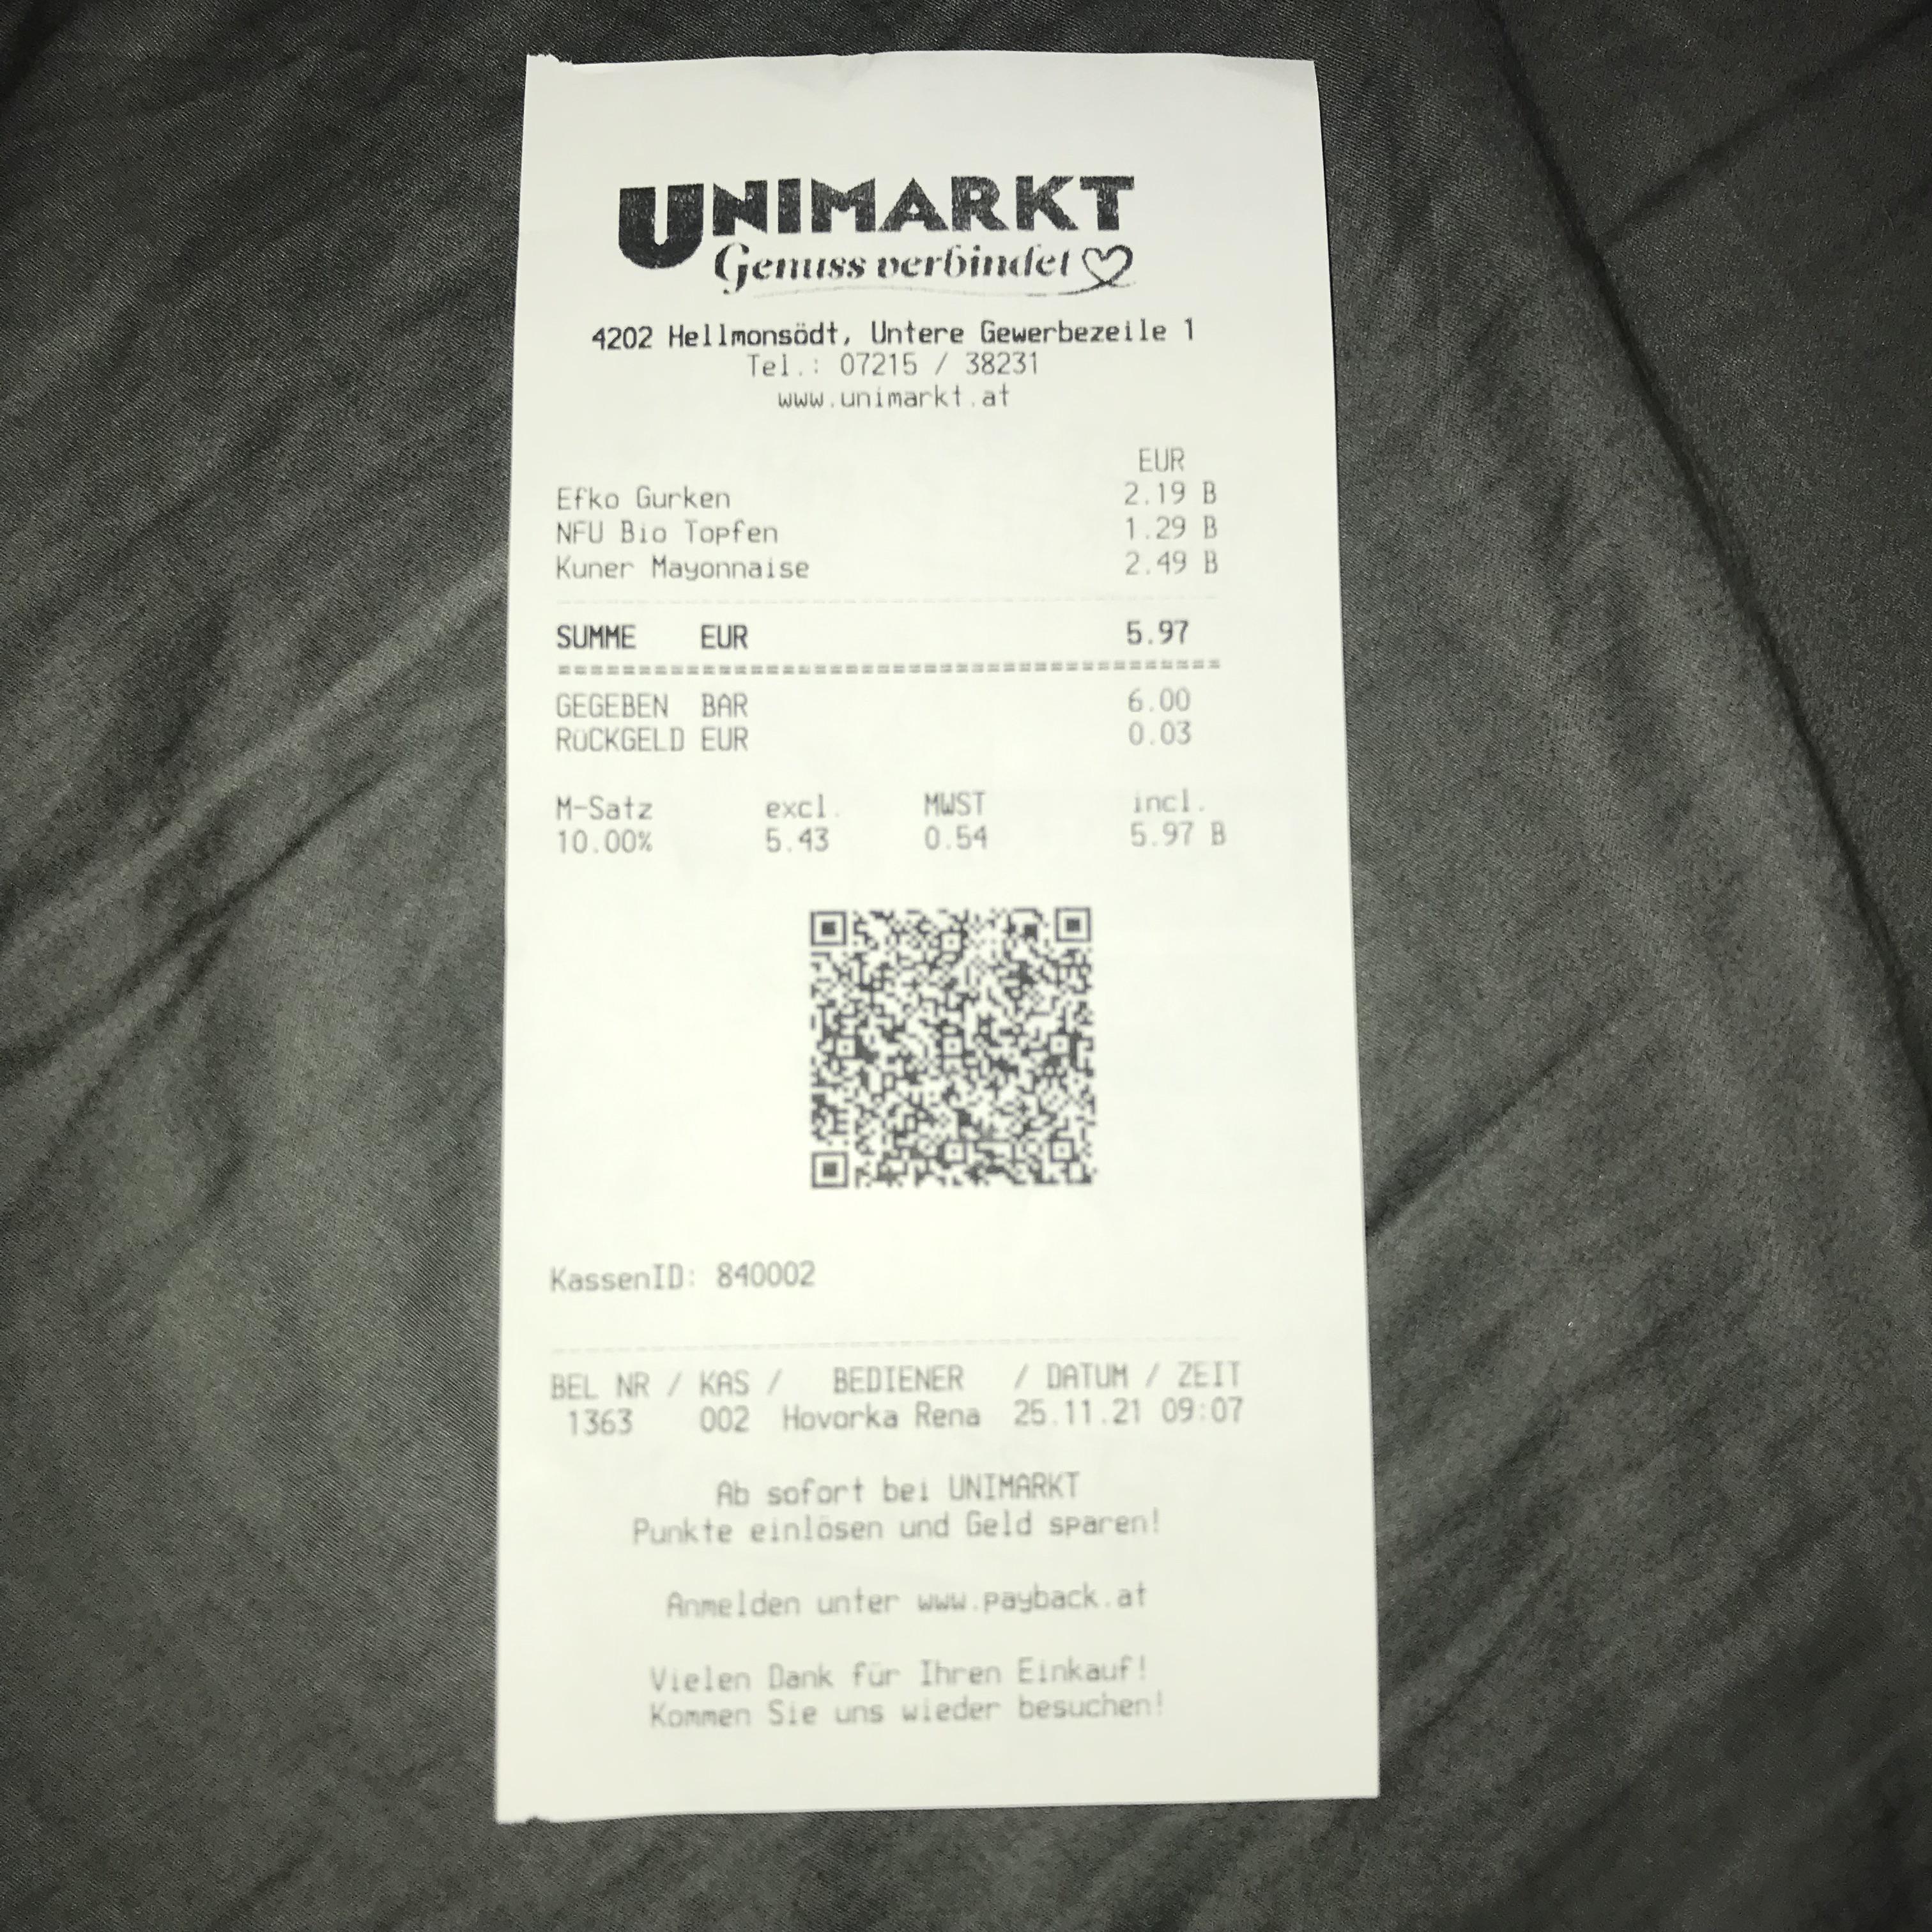 UNIMARKT
Genuss verbindet
4202 Hellmonsödt, Untere Gewerbezeile 1
Tel.: 07215 / 38231
www.unimarkt.at
EUR
Efko Gurken 2.19 B
NFU Bio Topfen 1.29 B
Kuner Mayonnaise 2.49 B
SUMME EUR 5.97
GEGEBEN BAR 6.00
RÜCKGELD EUR 0.03
M-Satz excl. MWST incl.
10.00% 5.43 0.54 5.97 B
KassenID: 840002
BEL NR / KAS / BEDIENER / DATUM / ZEIT
1363 002 Hovorka Rena 25.11.21 09:07
Ab sofort bei UNIMARKT
Punkte einlösen und Geld sparen!
Anmelden unter www.payback.at
Vielen Dank für Ihren Einkauf!
Kommen Sie uns wieder besuchen!